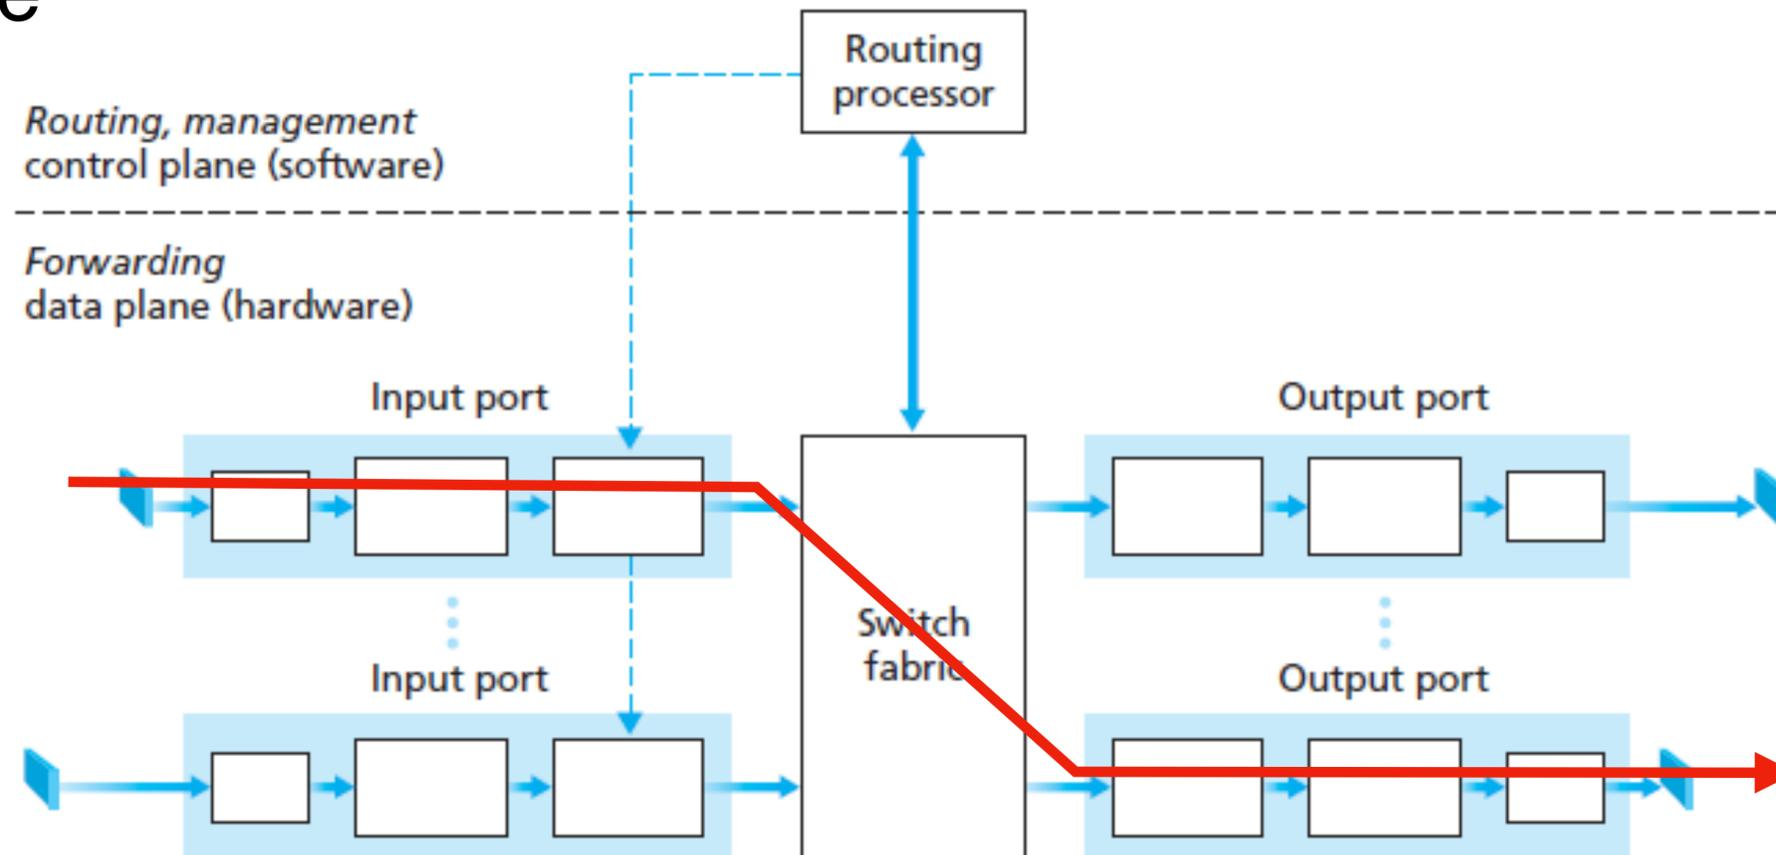 e
Routing
processor
Routing, management
control plane (software)
Forwarding
data plane (hardware)
Input port
Output port
Switch
fabric
Input port
Output port